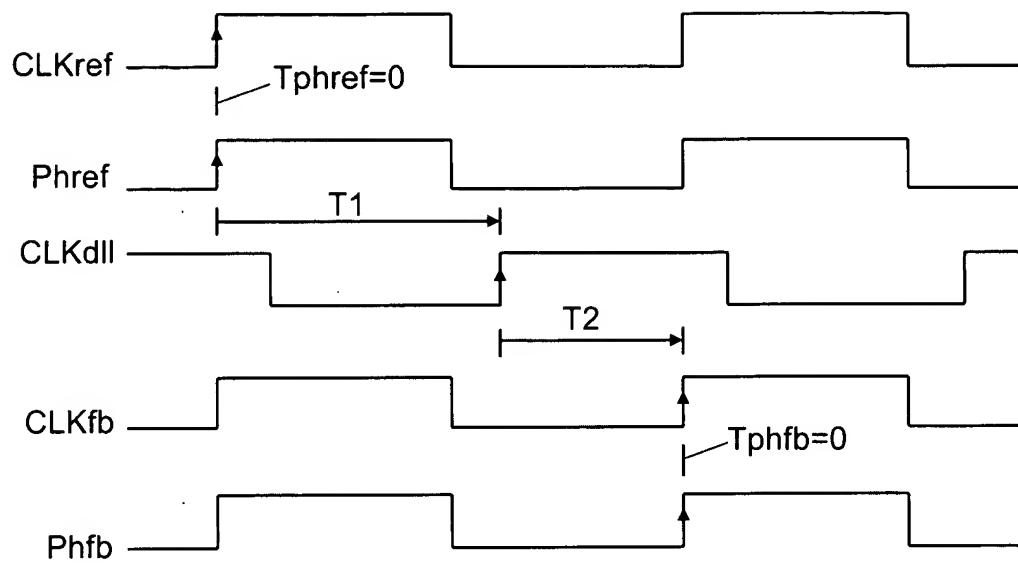 CLKref
Tphref=0
Phref
T1
CLKdll
T2
CLKfb
Tphfb=0
Phfb